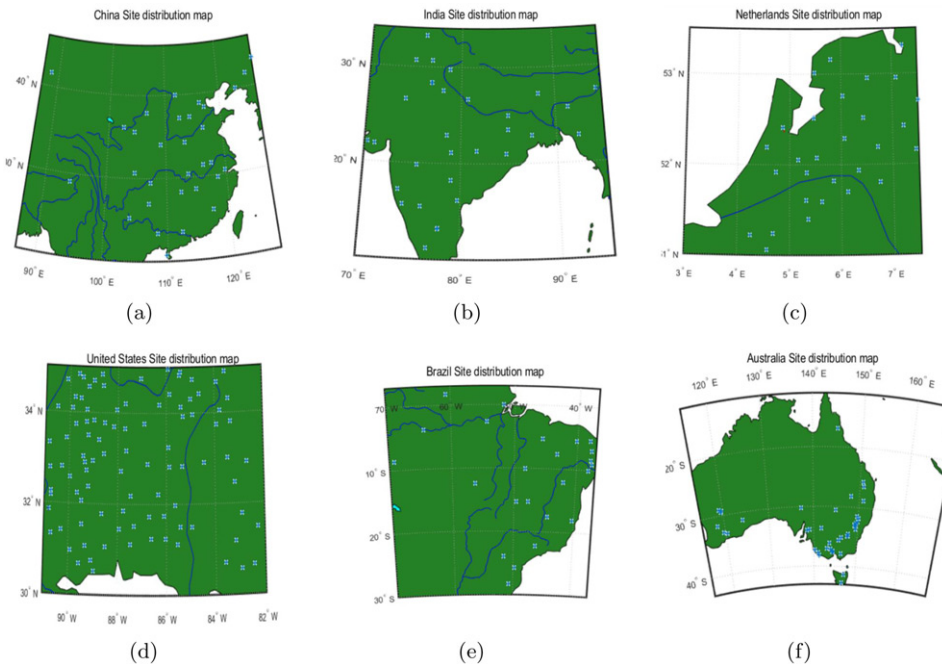 China Site distribution map
40° N
30° N
20° N
90° E
100° E
110° E
120° E
(a)
India Site distribution map
30° N
20° N
70° E
80° E
90° E
(b)
Netherlands Site distribution map
53° N
52° N
51° N
3° E
4° E
5° E
6° E
7° E
(c)
United States Site distribution map
34° N
32° N
30° N
90° W
88° W
86° W
84° W
82° W
(d)
Brazil Site distribution map
70° W
60° W
40° W
10° S
20° S
30° S
(e)
Australia Site distribution map
120° E
130° E
140° E
150° E
160° E
20° S
30° S
40° S
(f)